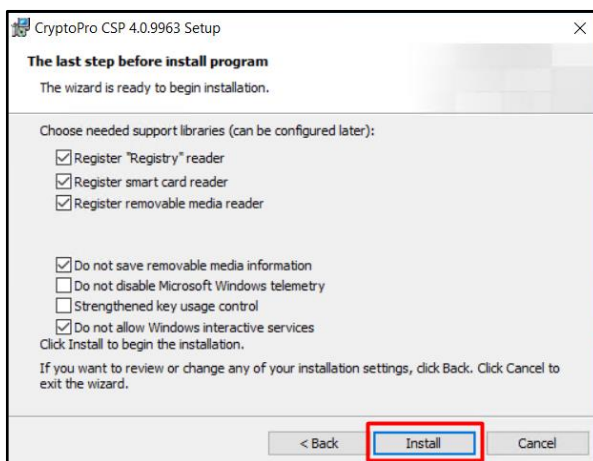 CryptoPro CSP 4.0.9963 Setup
The last step before install program
The wizard is ready to begin installation.
Choose needed support libraries (can be configured later):
Register "Registry" reader
Register smart card reader
Register removable media reader
Do not save removable media information
Do not disable Microsoft Windows telemetry
Strengthened key usage control
Do not allow Windows interactive services
Click Install to begin the installation.
If you want to review or change any of your installation settings, click Back. Click Cancel to
exit the wizard.
< Back Install Cancel